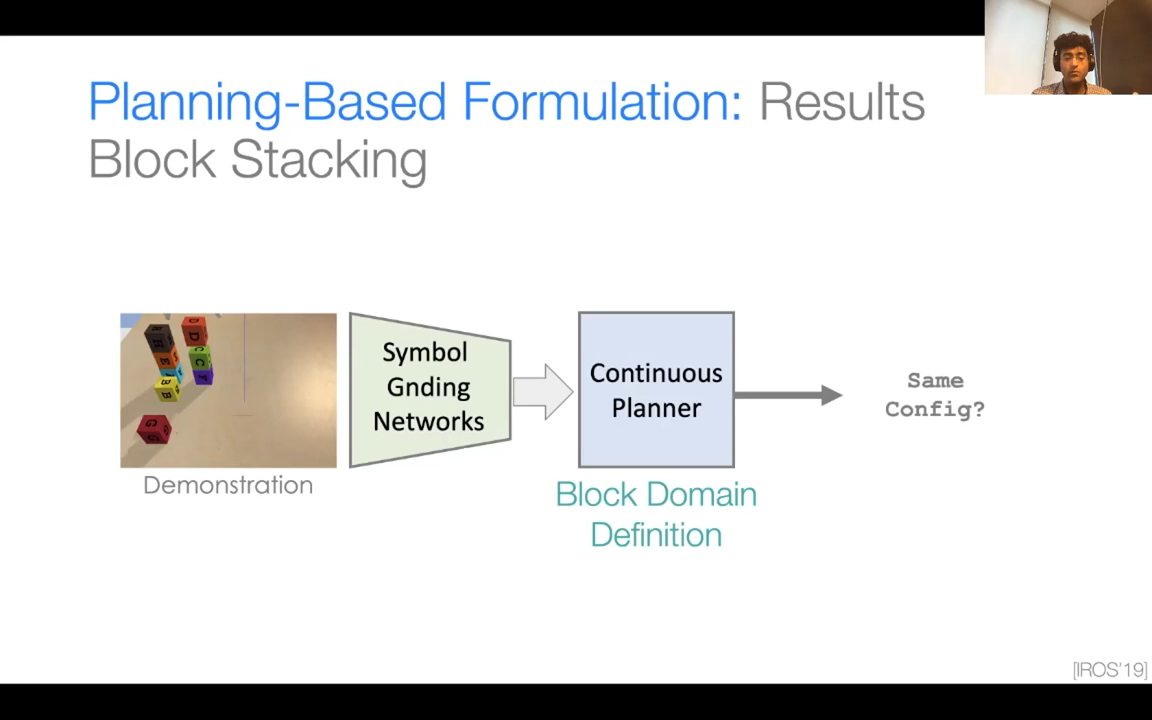 Planning-Based Formulation: Results
Block Stacking
Symbol
Gnding
Networks
Continuous
Planner
Same
Config?
Demonstration
Block Domain
Definition
[IROS'19]